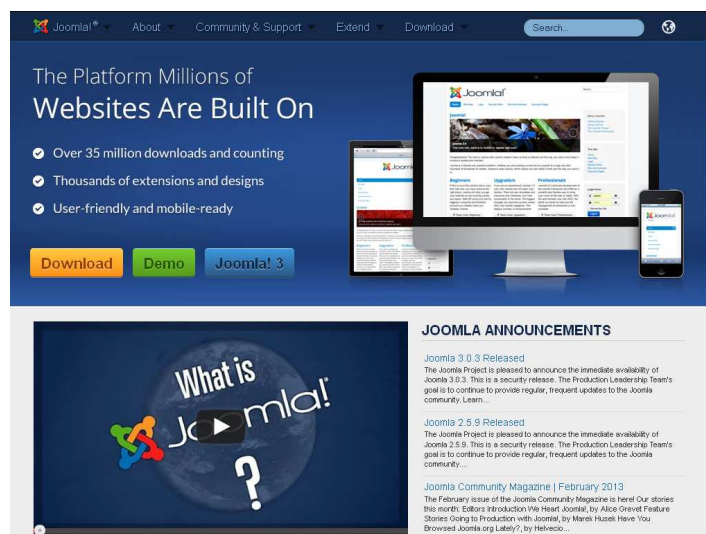 Joomla!® About Community & Support Extend Download Search...
The Platform Millions of
Websites Are Built On
Over 35 million downloads and counting
Thousands of extensions and designs
User-friendly and mobile-ready
Download Demo Joomla! 3
Joomla!
Joomla!
Beginners Upgraders Professionals
What is
Joomla!
?
JOOMLA ANNOUNCEMENTS
Joomla 3.0.3 Released
The Joomla Project is pleased to announce the immediate availability of
Joomla 3.0.3. This is a security release. The Production Leadership Team's
goal is to continue to provide regular, frequent updates to the Joomla
community. Learn...
Joomla 2.5.9 Released
The Joomla Project is pleased to announce the immediate availability of
Joomla 2.5.9. This is a security release. The Production Leadership Team's
goal is to continue to provide regular, frequent updates to the Joomla
community....
Joomla Community Magazine | February 2013
The February issue of the Joomla Community Magazine is here! Our stories
this month: Editors Introduction We Heart Joomla!, by Alice Grevet Feature
Stories Going to Production with Joomla!, by Marek Husek Have You
Browsed Joomla.org Lately?, by Helvecio...